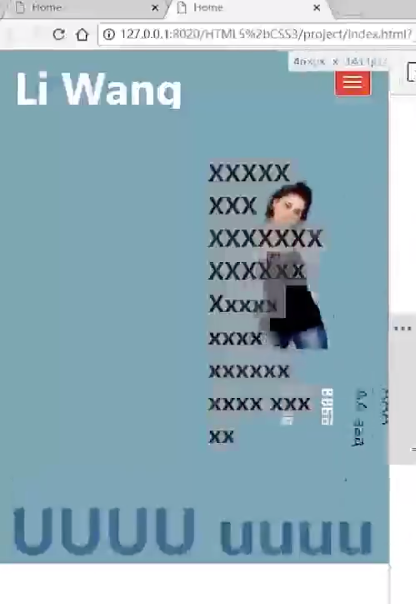 Home
Home
127.0.0.1:8020/HTML5%2bCSS3/project/index.html?_
Li Wang
xxxxx
xxx
xxxxxxx
xxxxxx
Xxxxx
xxxx
xxxxxx
xxxx xxx
xx
UUUU uuuu